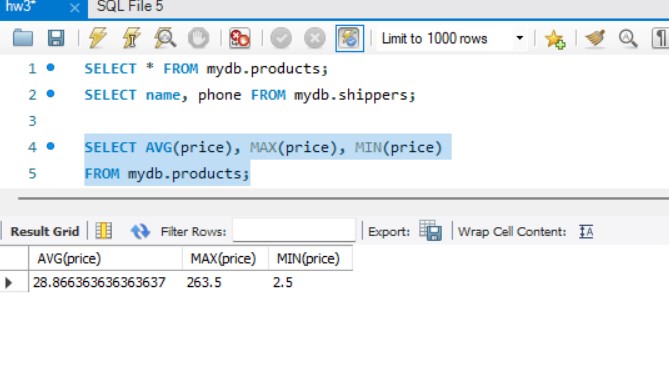 hw3* × SQL File 5
Limit to 1000 rows
1 SELECT * FROM mydb.products;
2 SELECT name, phone FROM mydb.shippers;
3
4 SELECT AVG(price), MAX(price), MIN(price)
5 FROM mydb.products;
Result Grid Filter Rows: Export: Wrap Cell Content: IA
AVG(price) MAX(price) MIN(price)
28.866363636363637 263.5 2.5